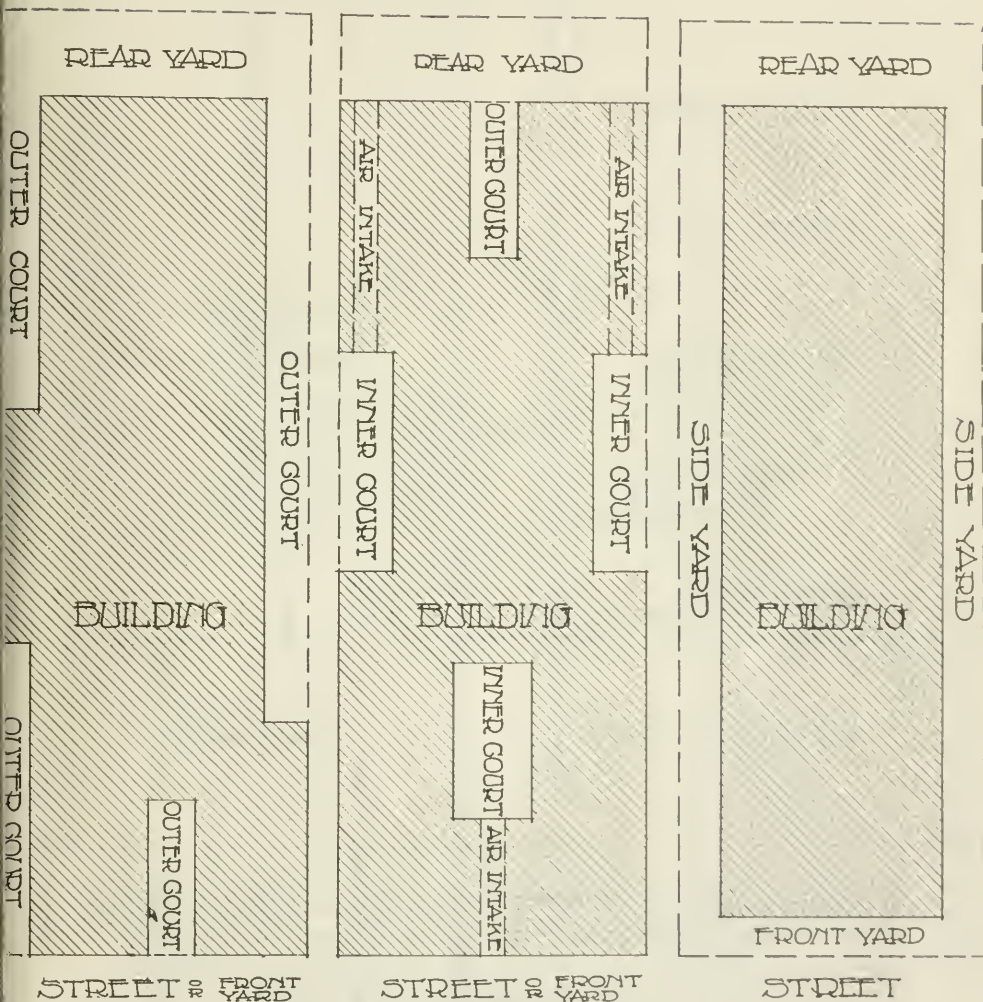 REAR YARD
OUTER COURT
OUTER COURT
BUILDING
OUTER COURT
OUTER COURT
STREET OR FRONT YARD
REAR YARD
OUTER COURT
AIR INTAKE
AIR INTAKE
INNER COURT
INNER COURT
BUILDING
INNER COURT
AIR INTAKE
STREET OR FRONT YARD
REAR YARD
SIDE YARD
SIDE YARD
BUILDING
FRONT YARD
STREET